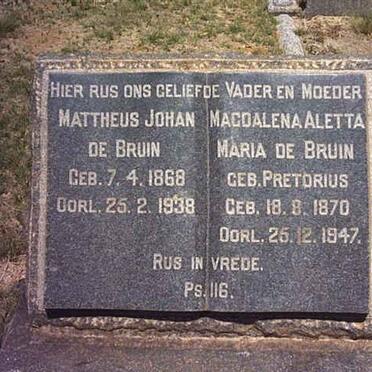 Hier rus ons geliefde Vader en Moeder
Mattheus Johan
de Bruin
Geb. 7. 4. 1868
Oorl. 25. 2. 1938
Magdalena Aletta
Maria de Bruin
geb. Pretorius
Geb. 18. 8. 1870
Oorl. 25. 12. 1947.
Rus in vrede.
Ps. 116.